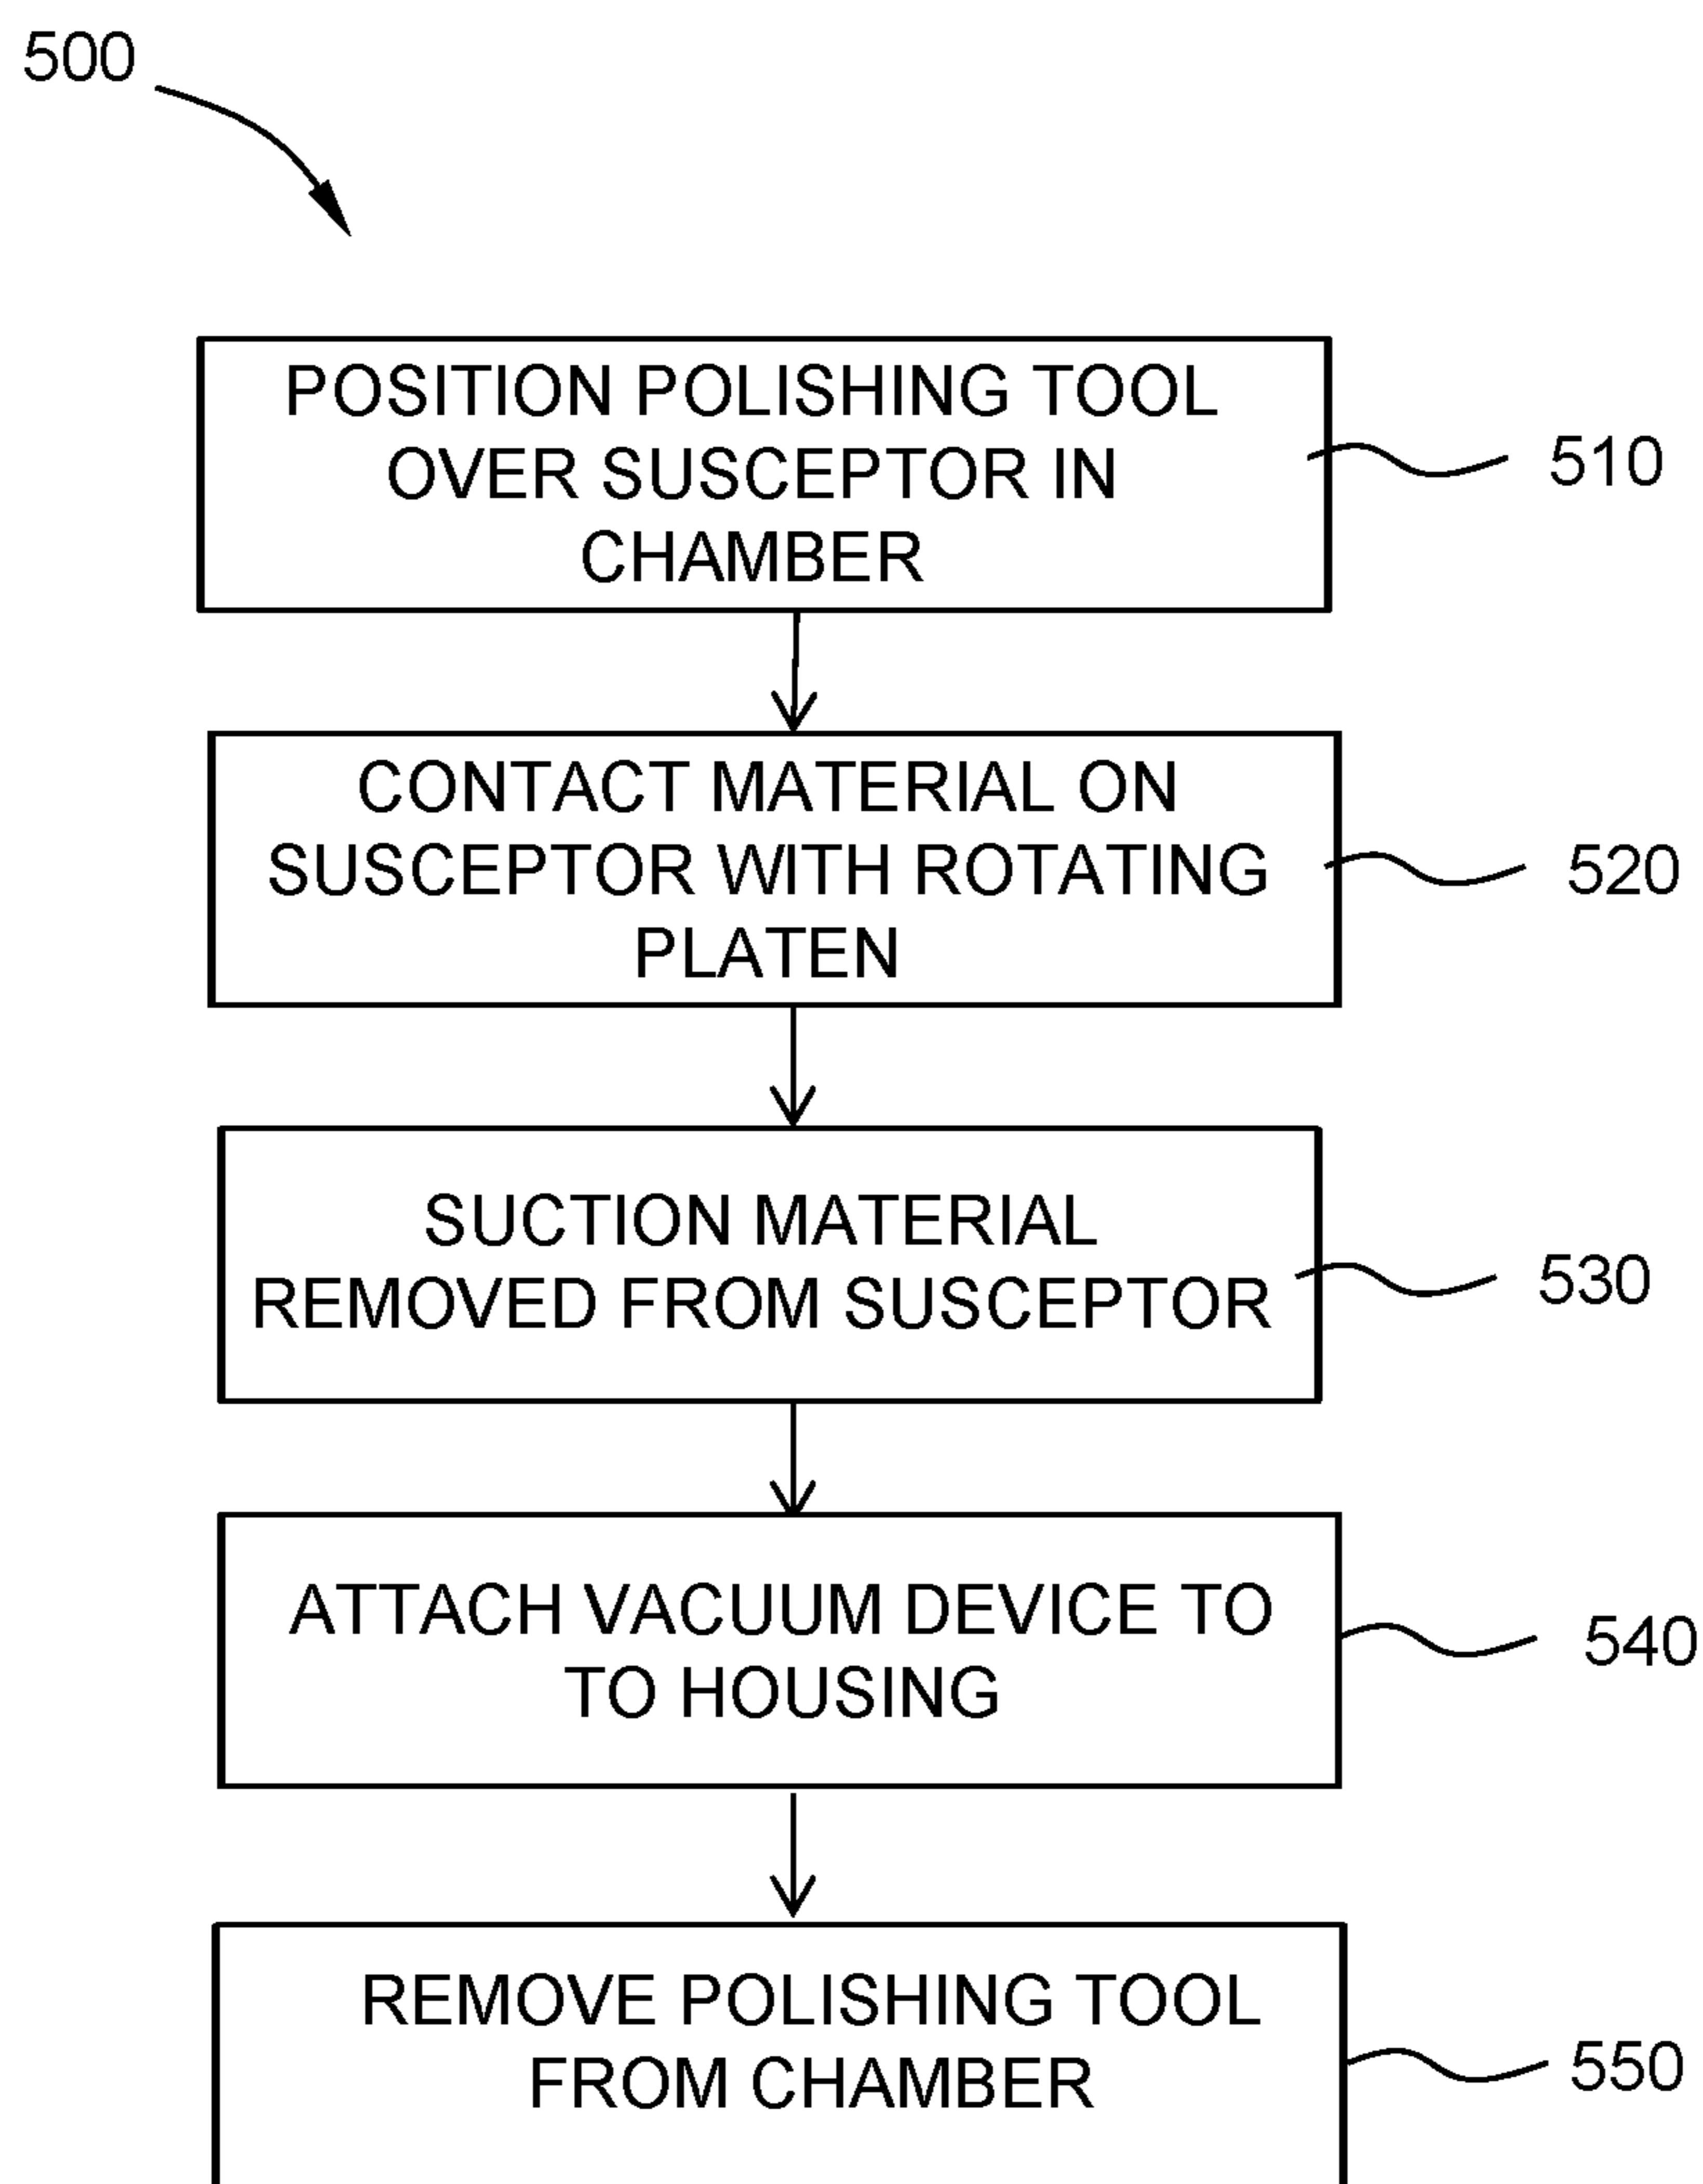 500
POSITION POLISHING TOOL
OVER SUSCEPTOR IN
CHAMBER
510
CONTACT MATERIAL ON
SUSCEPTOR WITH ROTATING
PLATEN
520
SUCTION MATERIAL
REMOVED FROM SUSCEPTOR
530
ATTACH VACUUM DEVICE TO
TO HOUSING
540
REMOVE POLISHING TOOL
FROM CHAMBER
550